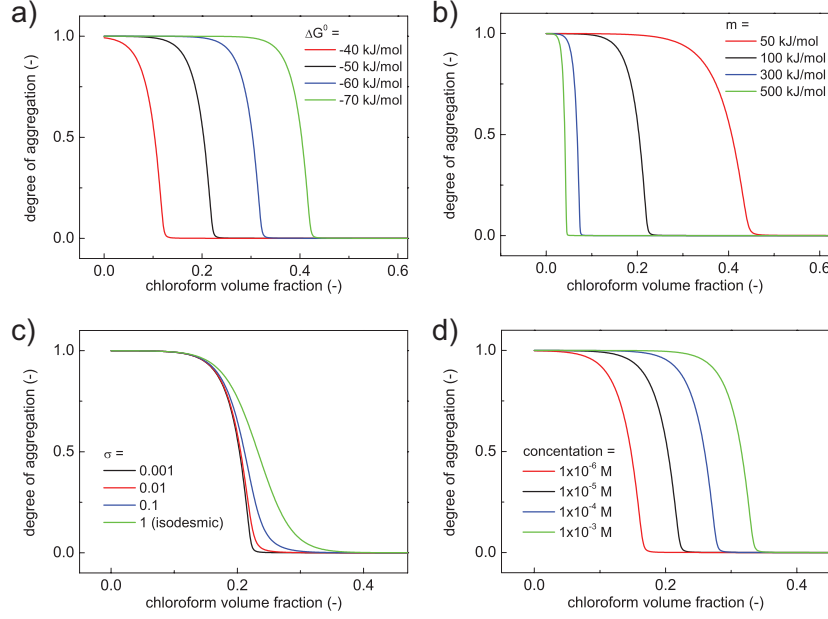 a)
ΔG⁰ =
-40 kJ/mol
-50 kJ/mol
-60 kJ/mol
-70 kJ/mol
1.0
0.5
0.0
0.0 0.2 0.4 0.6
degree of aggregation (-)
chloroform volume fraction (-)
b)
m =
50 kJ/mol
100 kJ/mol
300 kJ/mol
500 kJ/mol
1.0
0.5
0.0
0.0 0.2 0.4 0.6
degree of aggregation (-)
chloroform volume fraction (-)
c)
σ =
0.001
0.01
0.1
1 (isodesmic)
1.0
0.5
0.0
0.0 0.2 0.4
degree of aggregation (-)
chloroform volume fraction (-)
d)
concentation =
1x10⁻⁶ M
1x10⁻⁵ M
1x10⁻⁴ M
1x10⁻³ M
1.0
0.5
0.0
0.0 0.2 0.4
degree of aggregation (-)
chloroform volume fraction (-)